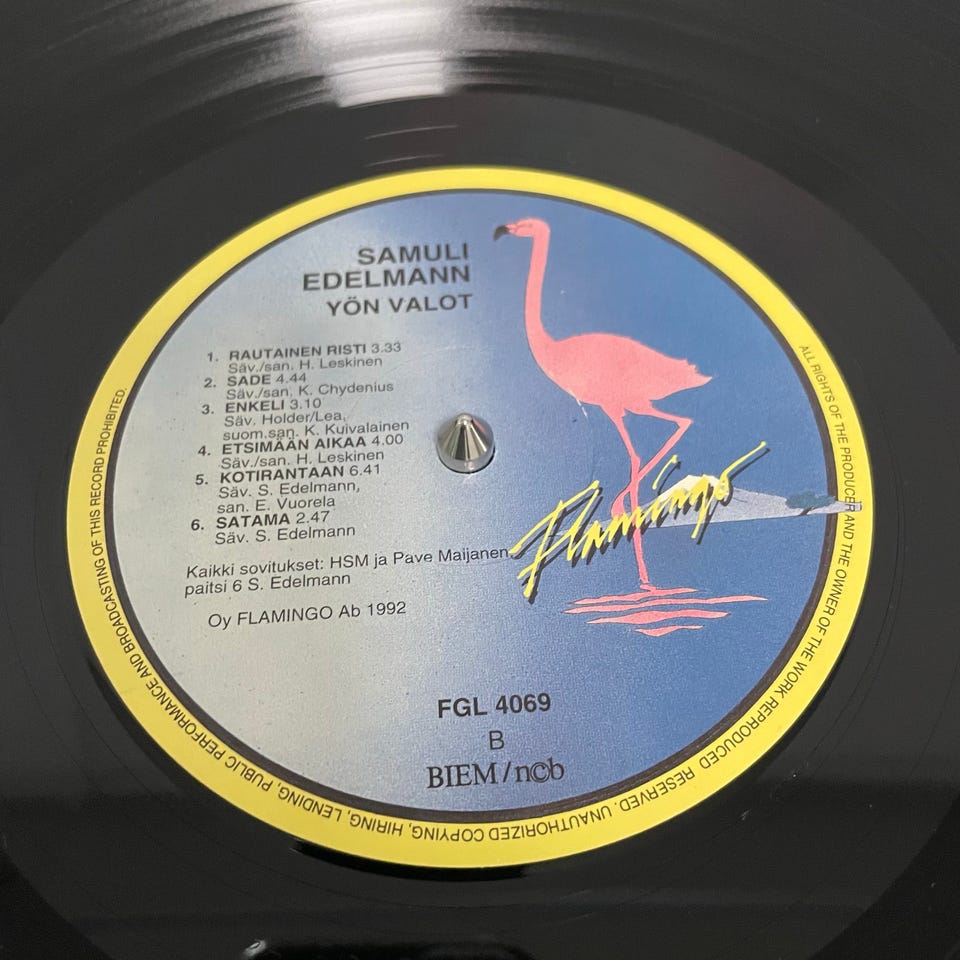 SAMULI
EDELMANN
YÖN VALOT
1. RAUTAINEN RISTI 3.33
Säv./san. H. Leskinen
2. SADE 4.44
Säv./san. K. Chydenius
3. ENKELI 3.10
Säv. Holder/Lea,
suom.san. K. Kuivalainen
4. ETSIMÄÄN AIKAA 4.00
Säv./san. H. Leskinen
5. KOTIRANTAAN 6.41
Säv. S. Edelmann,
san. E. Vuorela
6. SATAMA 2.47
Säv. S. Edelmann
Kaikki sovitukset: HSM ja Pave Maijanen
paitsi 6 S. Edelmann
Oy FLAMINGO Ab 1992
Flamingo
FGL 4069
B
BIEM/n©b
ALL RIGHTS OF THE PRODUCER AND THE OWNER OF THE WORK REPRODUCED RESERVED. UNAUTHORIZED COPYING, HIRING, LENDING, PUBLIC PERFORMANCE AND BROADCASTING OF THIS RECORD PROHIBITED.